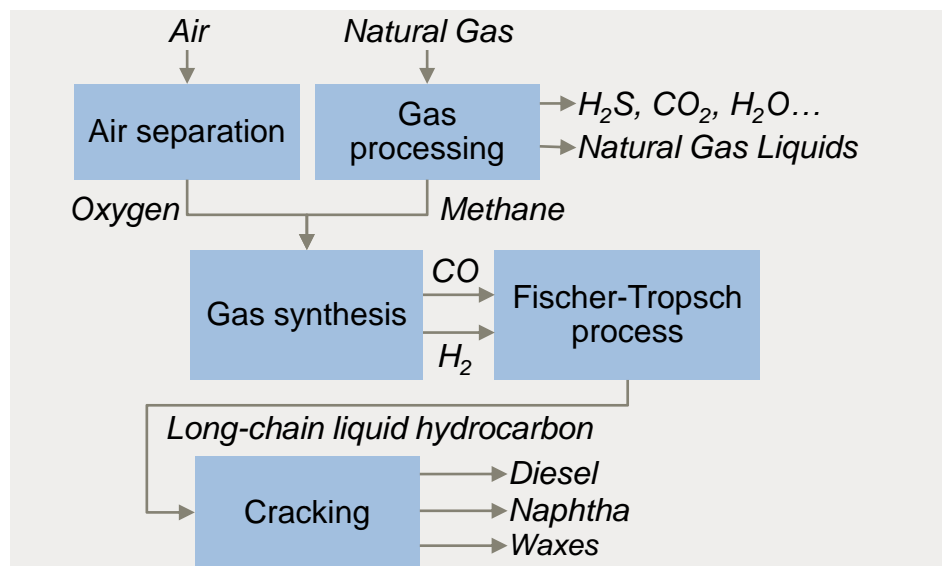 Air
Natural Gas
Air separation
Gas
processing
H₂S, CO₂, H₂O…
Natural Gas Liquids
Oxygen
Methane
Gas synthesis
CO
H₂
Fischer-Tropsch
process
Long-chain liquid hydrocarbon
Cracking
Diesel
Naphtha
Waxes